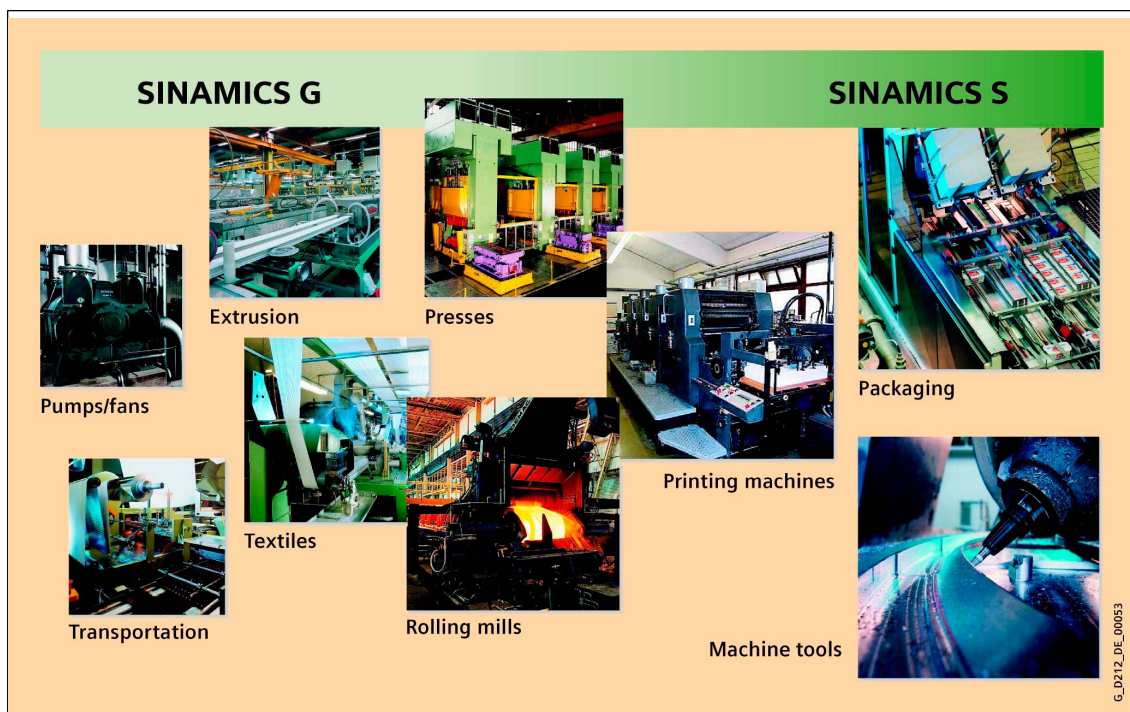 SINAMICS G
SINAMICS S
Extrusion
Presses
Pumps/fans
Packaging
Textiles
Printing machines
Transportation
Rolling mills
Machine tools
G_D212_DE_00053